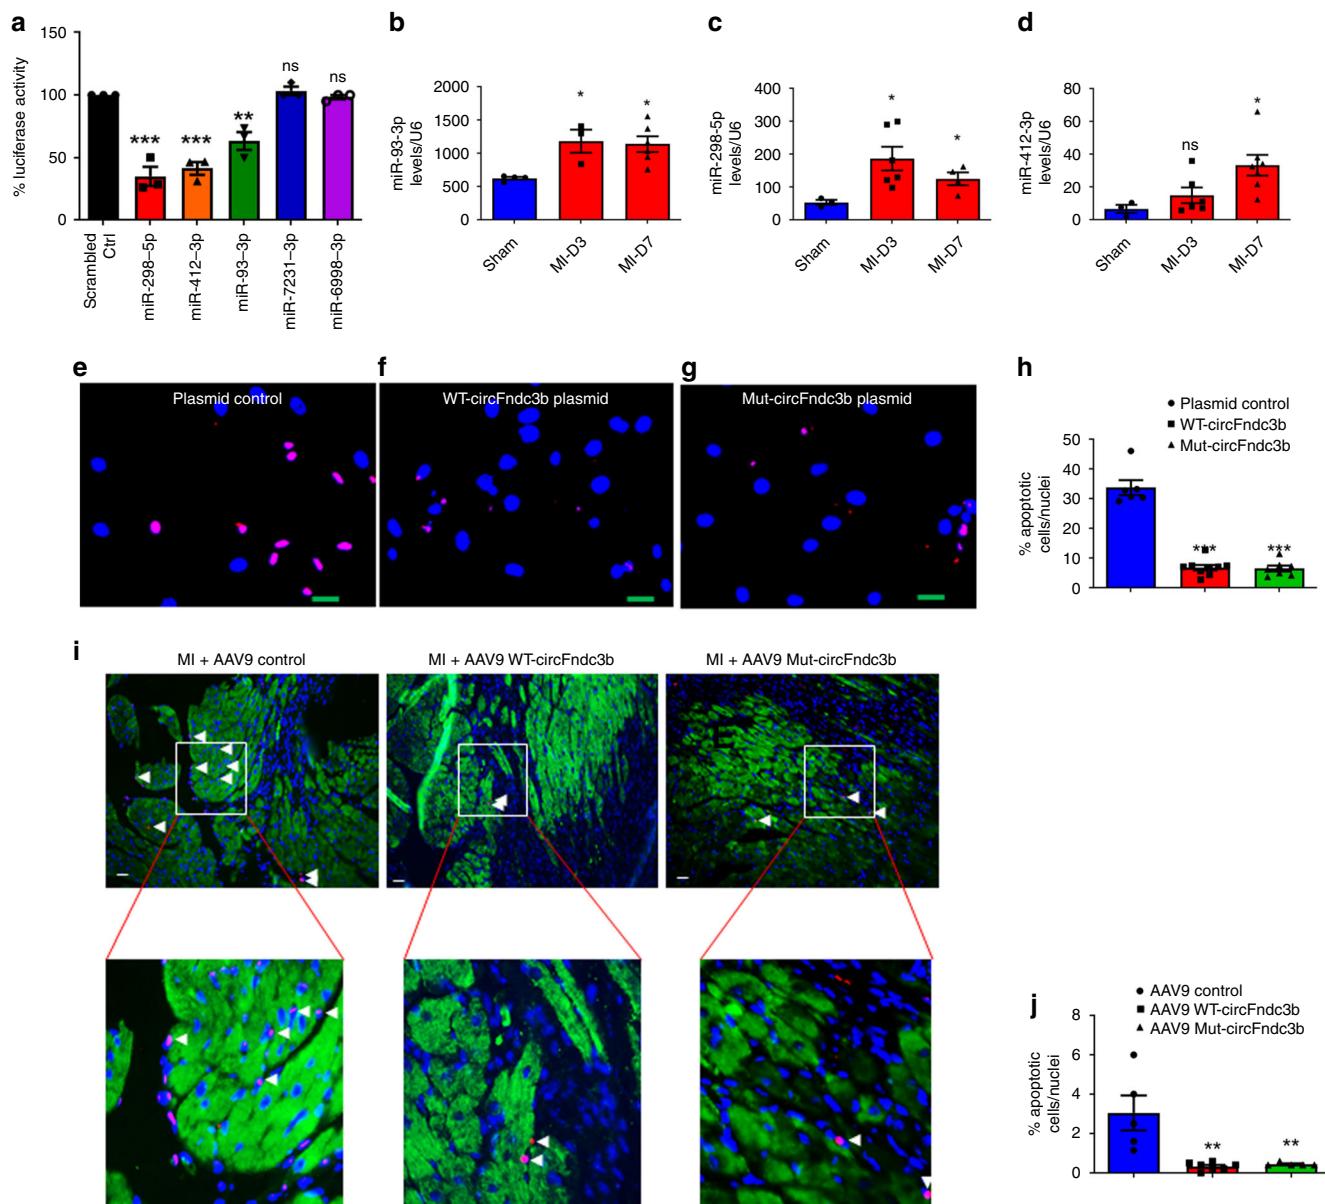 a
% luciferase activity
150
100
50
0
***
***
**
ns
ns
Scrambled
Ctrl
miR-298–5p
miR-412–3p
miR-93–3p
miR-7231–3p
miR-6998–3p
b
miR-93-3p
levels/U6
2000
1500
1000
500
0
*
*
Sham
MI-D3
MI-D7
c
miR-298-5p
levels/U6
400
300
200
100
0
*
*
Sham
MI-D3
MI-D7
d
miR-412-3p
levels/U6
80
60
40
20
0
ns
*
Sham
MI-D3
MI-D7
e
Plasmid control
f
WT-circFndc3b plasmid
g
Mut-circFndc3b plasmid
h
Plasmid control
WT-circFndc3b
Mut-circFndc3b
% apoptotic
cells/nuclei
50
40
30
20
10
0
***
***
i
MI + AAV9 control
MI + AAV9 WT-circFndc3b
MI + AAV9 Mut-circFndc3b
j
AAV9 control
AAV9 WT-circFndc3b
AAV9 Mut-circFndc3b
% apoptotic
cells/nuclei
8
6
4
2
0
**
**